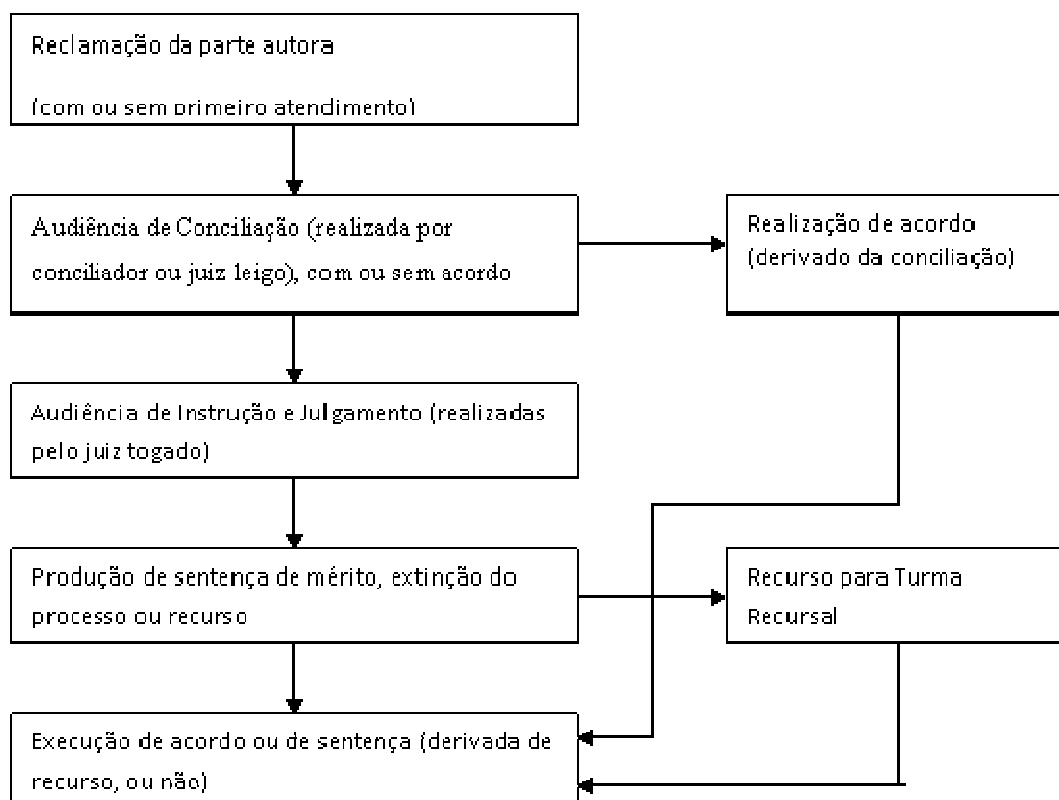 Reclamação da parte autora
(com ou sem primeiro atendimento)
Audiência de Conciliação (realizada por
conciliador ou juiz leigo), com ou sem acordo
Realização de acordo
(derivado da conciliação)
Audiência de Instrução e Julgamento (realizadas
pelo juiz togado)
Produção de sentença de mérito, extinção do
processo ou recurso
Recurso para Turma
Recursal
Execução de acordo ou de sentença (derivada de
recurso, ou não)